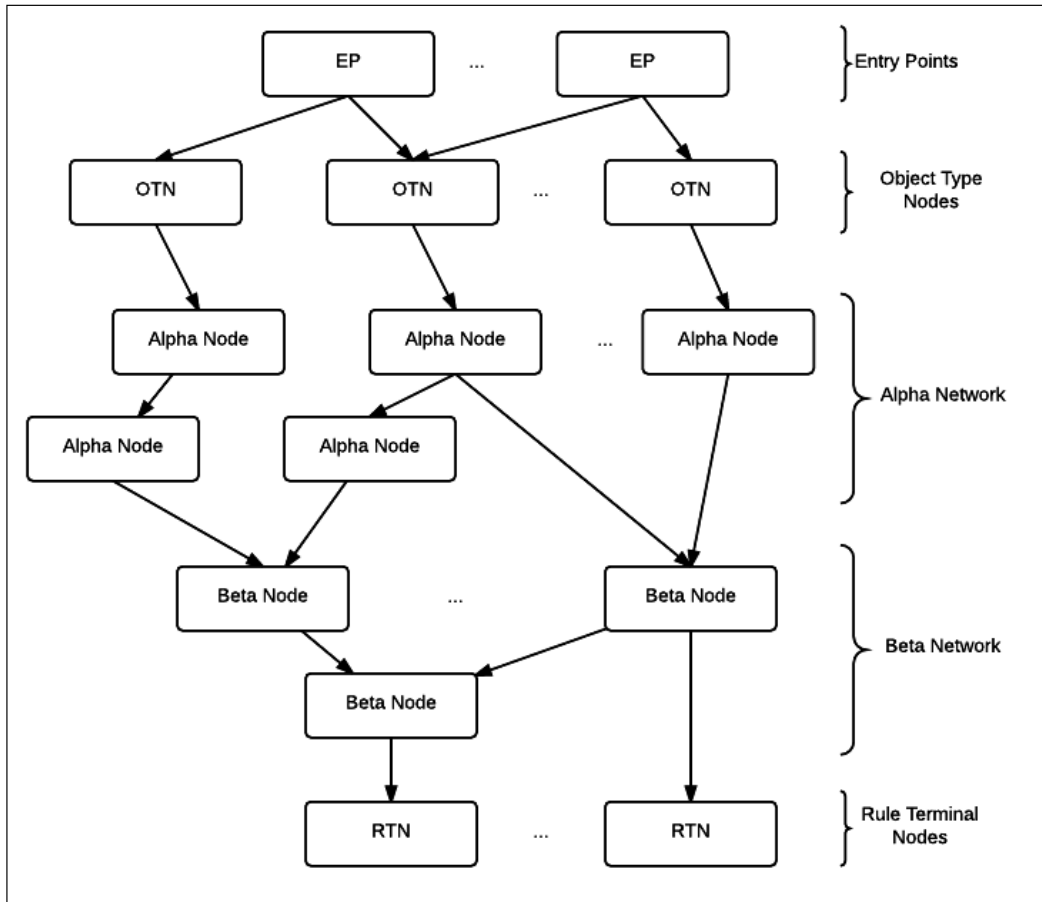 EP ... EP Entry Points
OTN OTN ... OTN Object Type
Nodes
Alpha Node Alpha Node ... Alpha Node
Alpha Network
Alpha Node Alpha Node
Beta Node ... Beta Node
Beta Network
Beta Node
RTN ... RTN Rule Terminal
Nodes